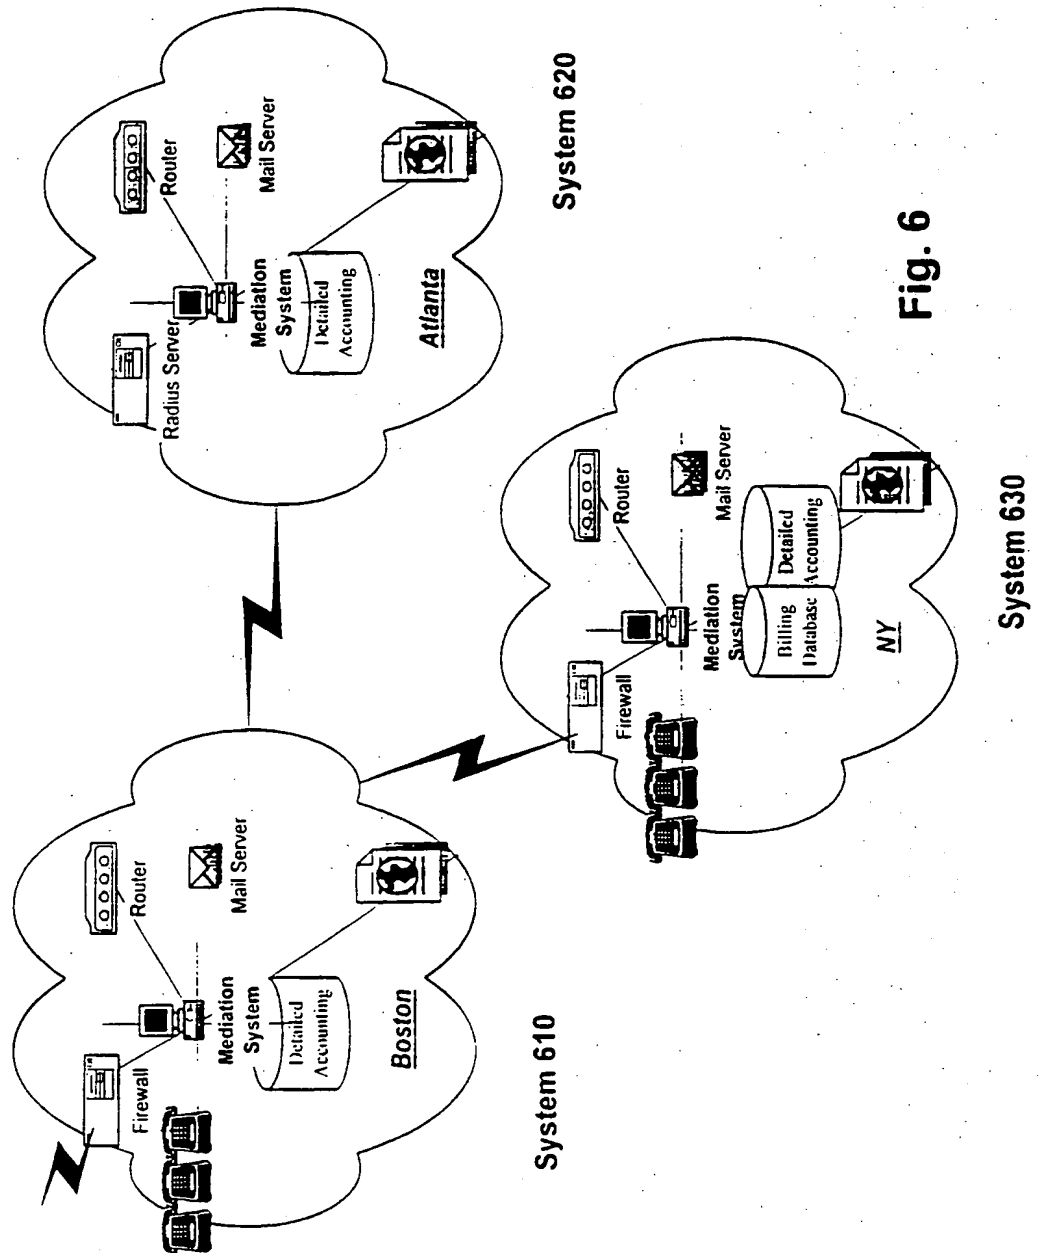 Firewall
Router
Mail Server
Mediation
System
Detailed
Accounting
Boston
System 610
Radius Server
Router
Mail Server
Mediation
System
Detailed
Accounting
Atlanta
System 620
Firewall
Router
Mail Server
Mediation
System
Billing
Database
Detailed
Accounting
NY
System 630
Fig. 6